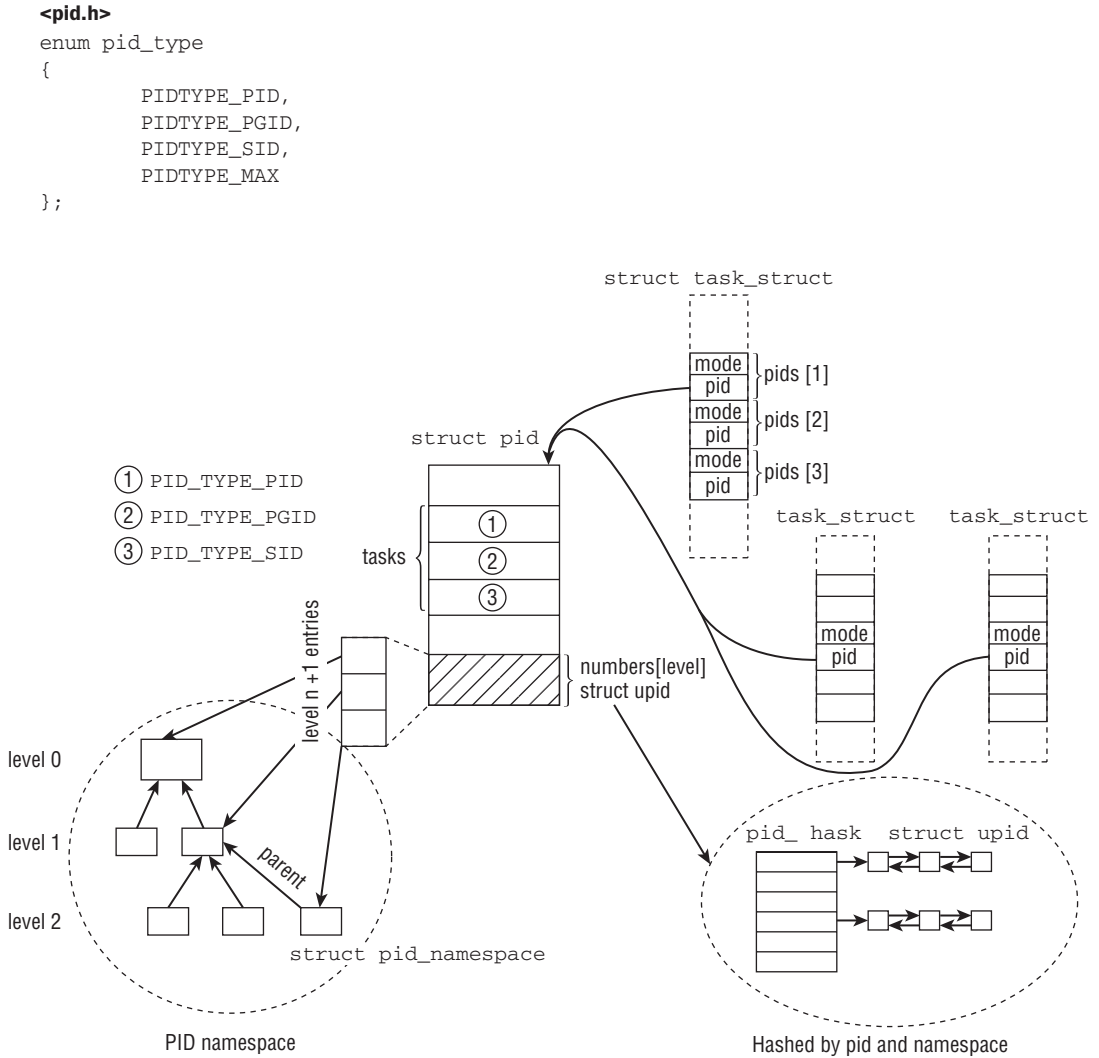 <pid.h>
enum pid_type
{
PIDTYPE_PID,
PIDTYPE_PGID,
PIDTYPE_SID,
PIDTYPE_MAX
};
struct task_struct
mode
pid
pids [1]
mode
pid
pids [2]
mode
pid
pids [3]
struct pid
1 PID_TYPE_PID
2 PID_TYPE_PGID
3 PID_TYPE_SID
tasks
1
2
3
task_struct
mode
pid
task_struct
mode
pid
level n +1 entries
numbers[level]
struct upid
level 0
level 1
level 2
parent
struct pid_namespace
PID namespace
pid_ hask
struct upid
Hashed by pid and namespace